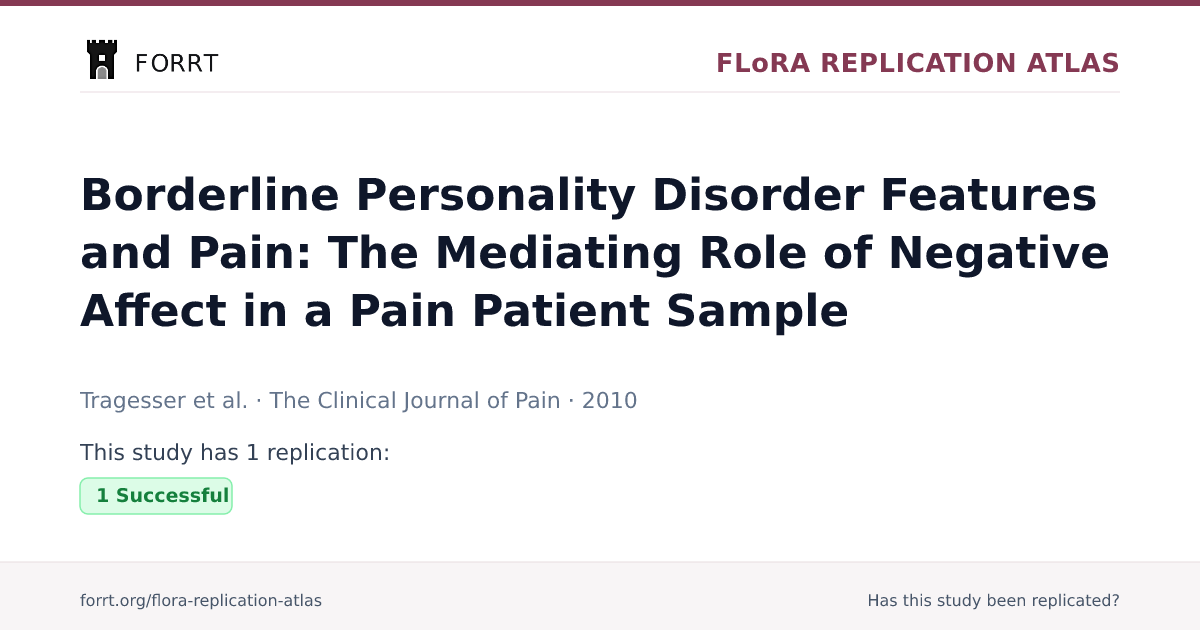 FORRT
FLoRA REPLICATION ATLAS
Borderline Personality Disorder Features
and Pain: The Mediating Role of Negative
Affect in a Pain Patient Sample
Tragesser et al. · The Clinical Journal of Pain · 2010
This study has 1 replication:
1 Successful
forrt.org/flora-replication-atlas
Has this study been replicated?